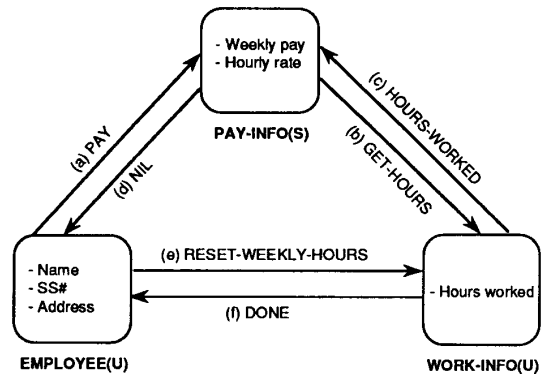 - Weekly pay
- Hourly rate
PAY-INFO(S)
(a) PAY
(d) NIL
(c) HOURS-WORKED
(b) GET-HOURS
- Name
- SS#
- Address
EMPLOYEE(U)
(e) RESET-WEEKLY-HOURS
(f) DONE
- Hours worked
WORK-INFO(U)